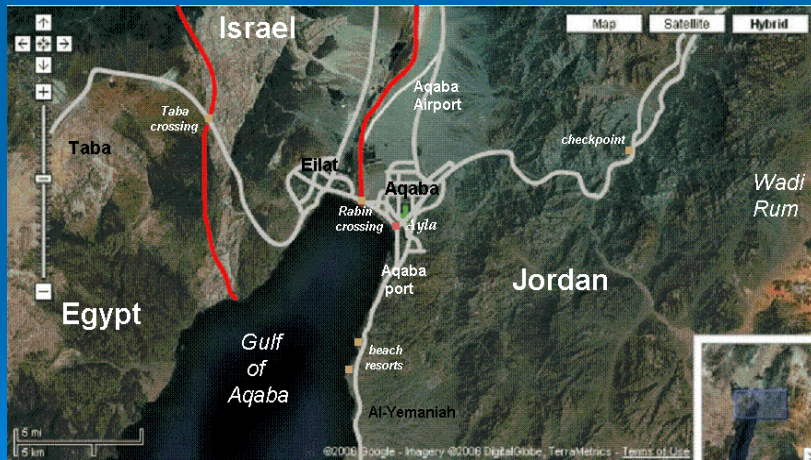 Israel
Map
Satellite
Hybrid
Aqaba
Airport
Taba
crossing
checkpoint
Taba
Eilat
Aqaba
Wadi
Rum
Rabin
crossing
Ayla
Aqaba
port
Jordan
Egypt
Gulf
of
Aqaba
beach
resorts
Al-Yemaniah
5 mi
5 km
©2006 Google - Imagery ©2006 DigitalGlobe, TerraMetrics - Terms of Use